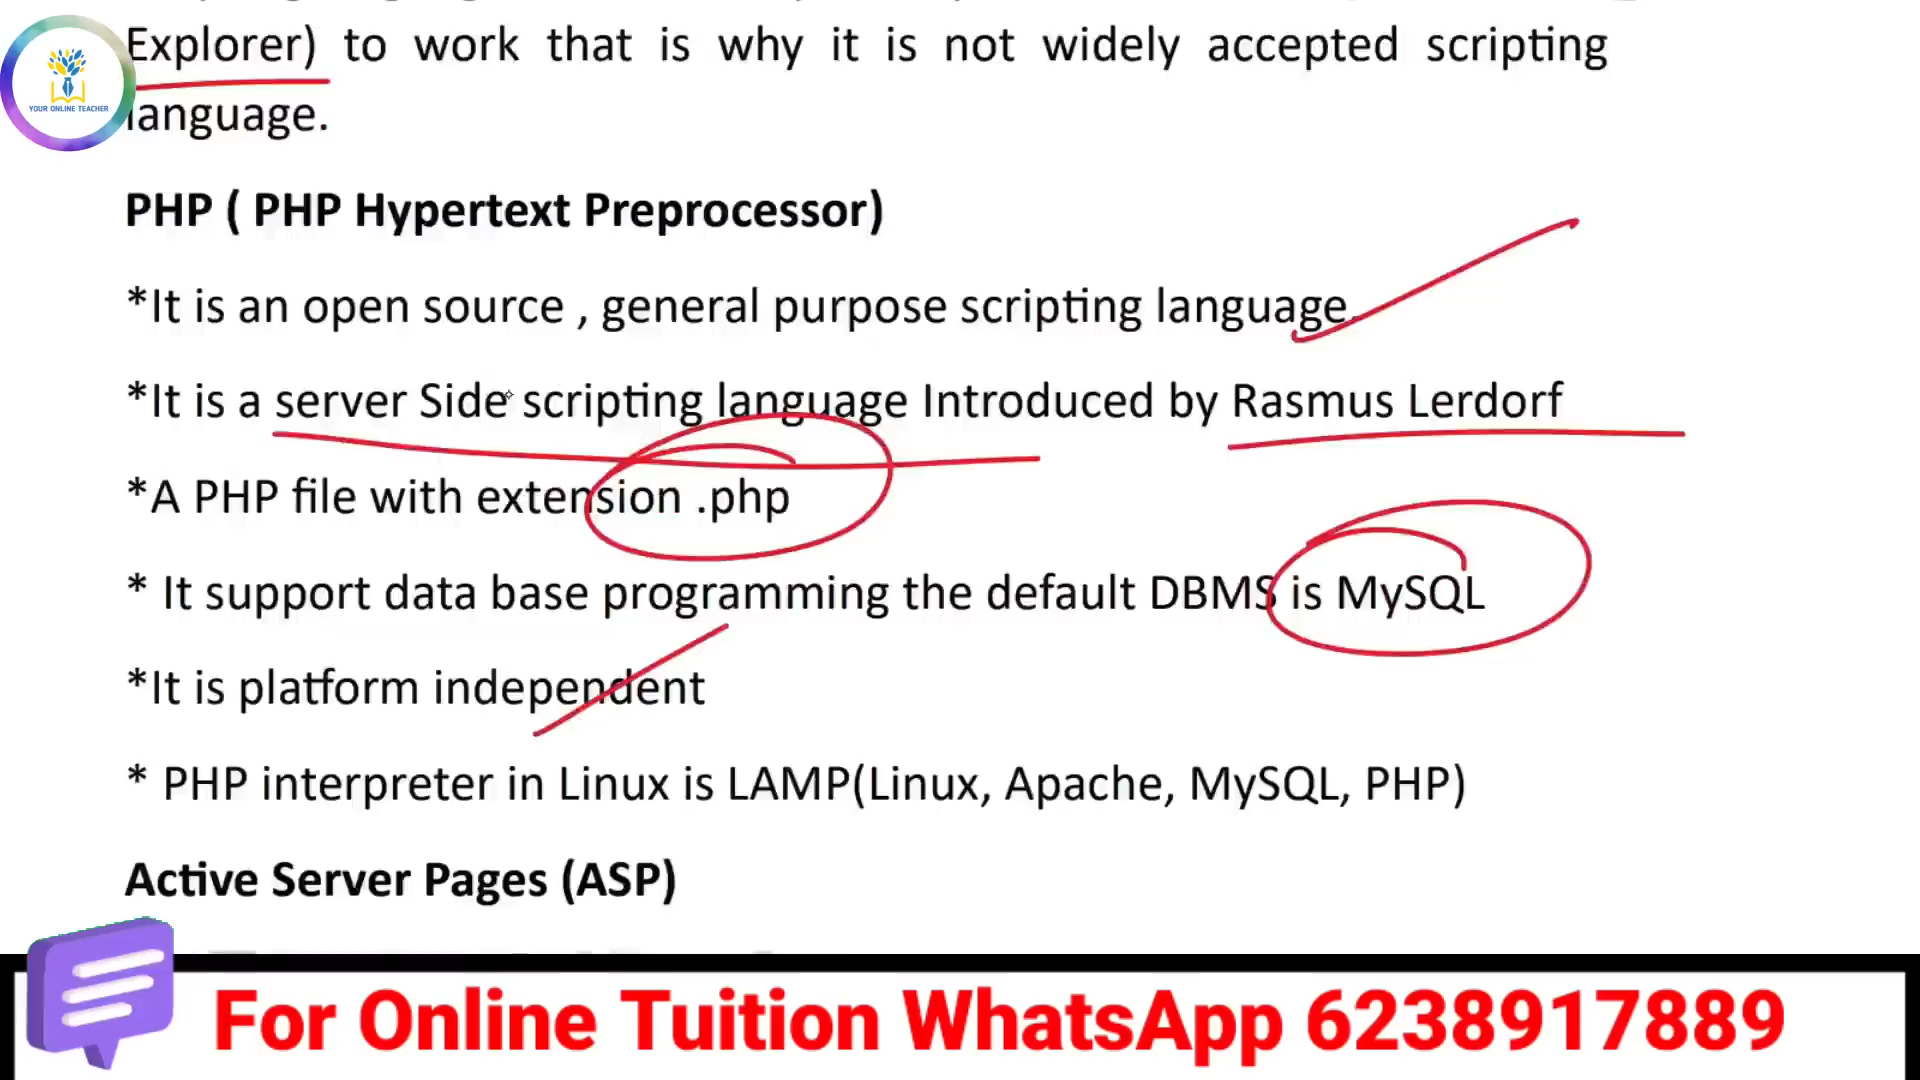 Explorer) to work that is why it is not widely accepted scripting
YOUR ONLINE TEACHER
language.
PHP ( PHP Hypertext Preprocessor)
*It is an open source , general purpose scripting language.
*It is a server Side scripting language Introduced by Rasmus Lerdorf
*A PHP file with extension .php
* It support data base programming the default DBMS is MySQL
*It is platform independent
* PHP interpreter in Linux is LAMP(Linux, Apache, MySQL, PHP)
Active Server Pages (ASP)
For Online Tuition WhatsApp 6238917889